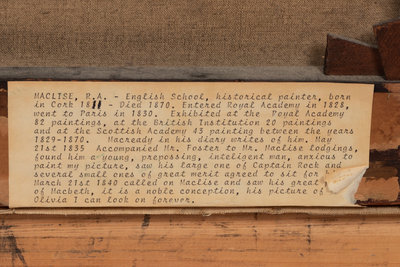 MACLISE, R.A. - English School, historical painter, born
in Cork 1811 - Died 1870. Entered Royal Academy in 1828,
went to Paris in 1830. Exhibited at the Royal Academy
82 paintings, at the British Institution 20 paintings
and at the Scottish Academy 43 painting between the years
1829-1870. Macready in his diary writes of him. May
21st 1835 Accompanied Mr. Foster to Mr. Maclise lodgings,
found him a young, prepossing, inteligent man, anxious to
paint my picture, saw his large one of Captain Rock and
several small ones of great merit agreed to sit for
March 21st 1840 called on Maclise and saw his great
of Macbeth, it is a noble conception, his picture of
Olivia I can look on forever.